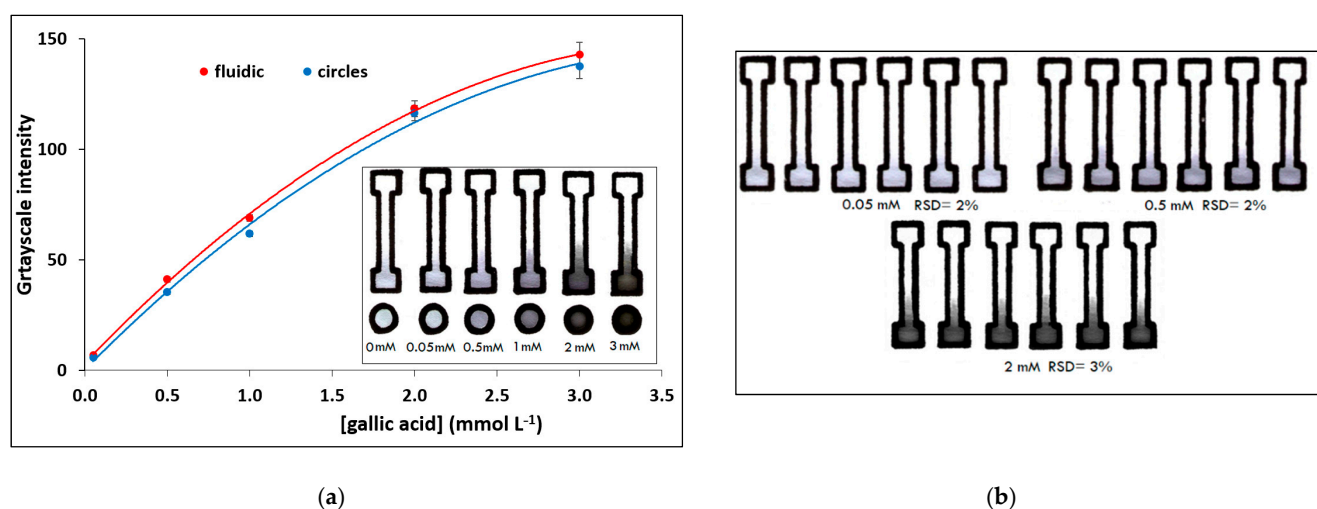 150
fluidic
circles
100
50
0
Grtayscale intensity
0 mM 0.05mM 0.5mM 1 mM 2 mM 3 mM
0.0 0.5 1.0 1.5 2.0 2.5 3.0 3.5
[gallic acid] (mmol L⁻¹)
(a)
0.05 mM RSD= 2%
0.5 mM RSD= 2%
2 mM RSD= 3%
(b)